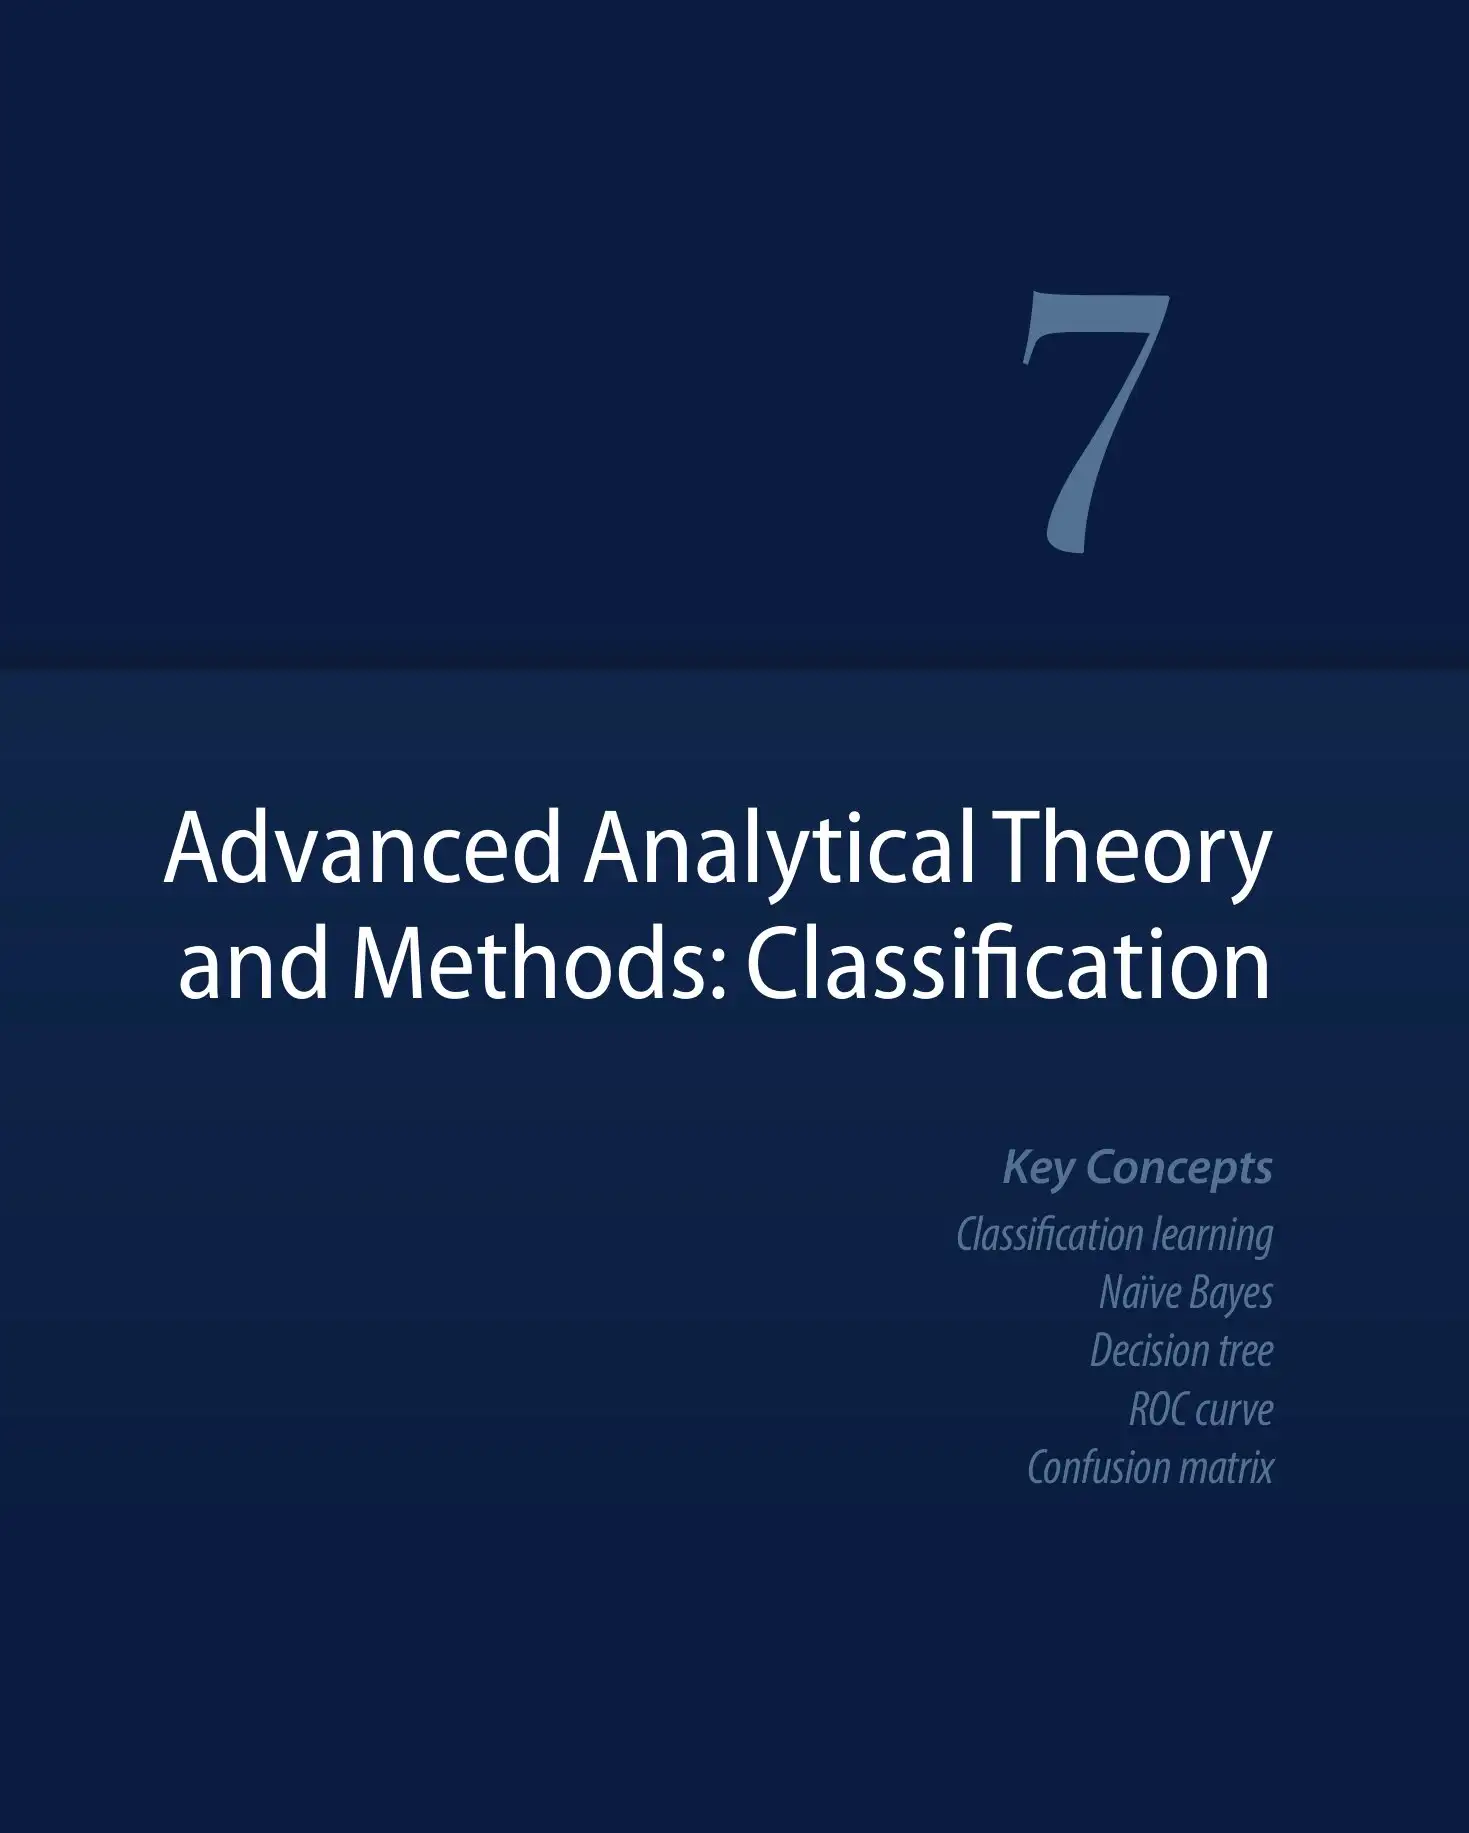 7
Advanced Analytical Theory
and Methods: Classification
Key Concepts
Classification learning
Naïve Bayes
Decision tree
ROC curve
Confusion matrix